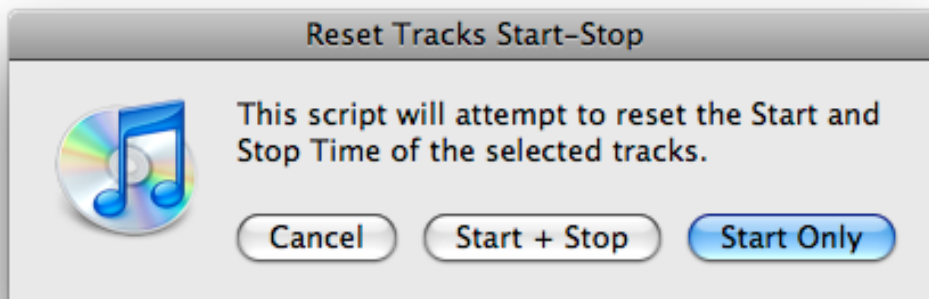 Reset Tracks Start-Stop
This script will attempt to reset the Start and
Stop Time of the selected tracks.
Cancel Start + Stop Start Only